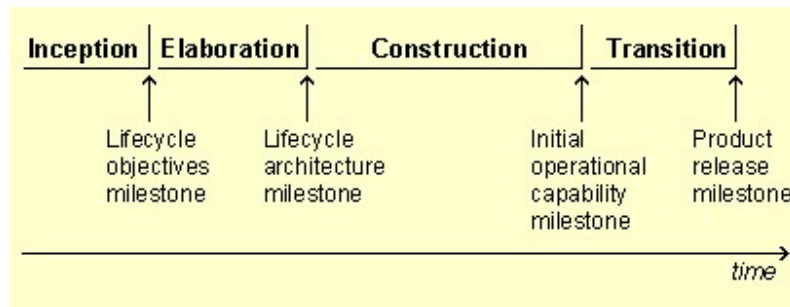 Inception Elaboration Construction Transition
Lifecycle
objectives
milestone
Lifecycle
architecture
milestone
Initial
operational
capability
milestone
Product
release
milestone
time